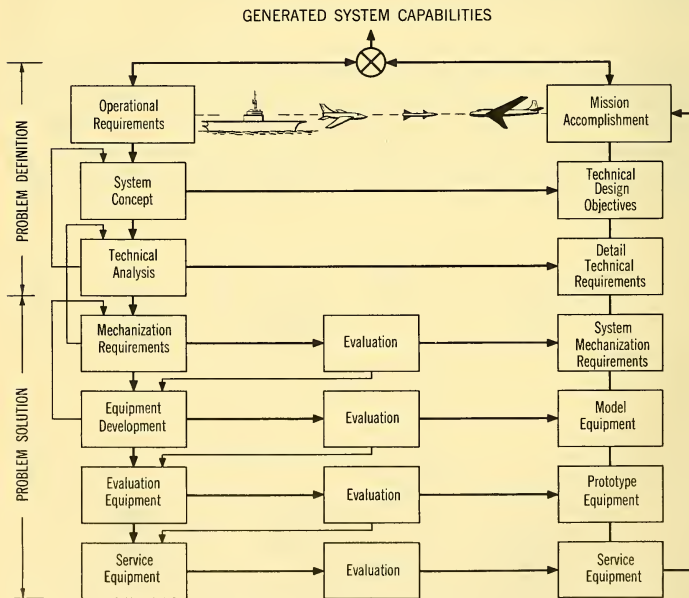 GENERATED SYSTEM CAPABILITIES
PROBLEM DEFINITION
Operational
Requirements
Mission
Accomplishment
System
Concept
Technical
Design
Objectives
Technical
Analysis
Detail
Technical
Requirements
PROBLEM SOLUTION
Mechanization
Requirements
Evaluation
System
Mechanization
Requirements
Equipment
Development
Evaluation
Model
Equipment
Evaluation
Equipment
Evaluation
Prototype
Equipment
Service
Equipment
Evaluation
Service
Equipment